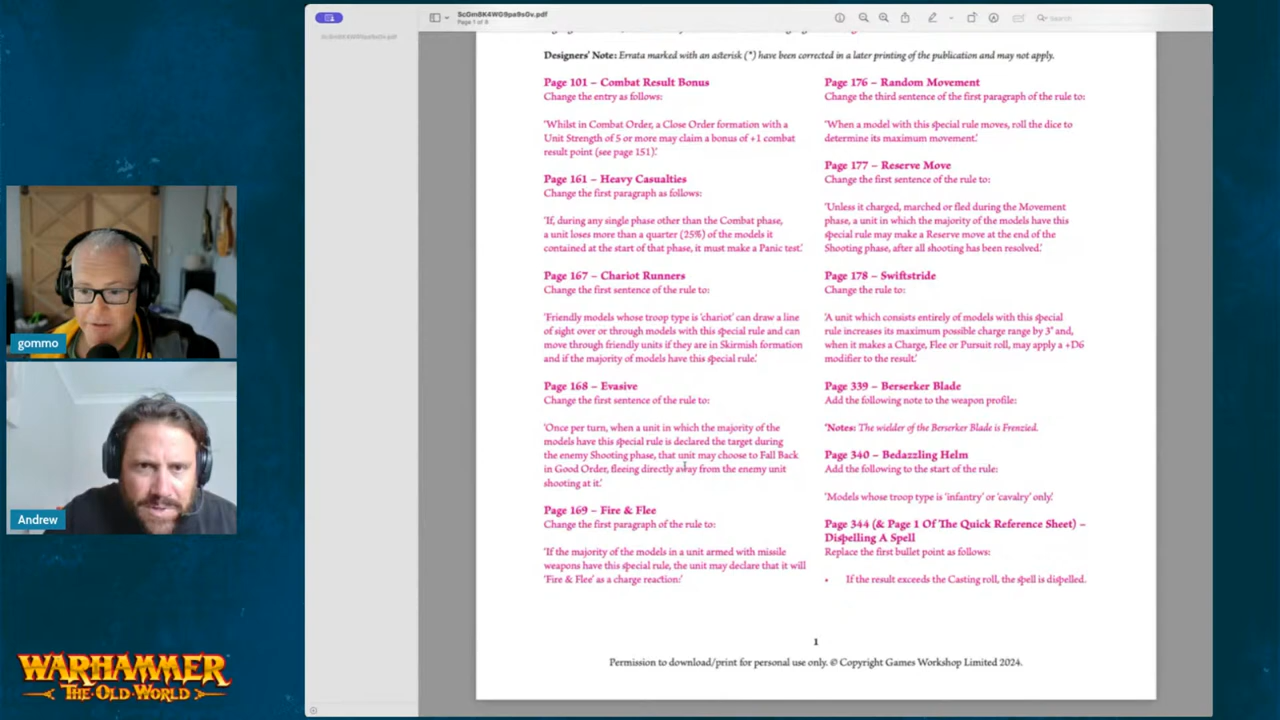 ScGm8K4WG9pa9sGv.pdf
Page 1 of 8
Search
Designers' Note: Errata marked with an asterisk (*) have been corrected in a later printing of the publication and may not apply.
Page 101 – Combat Result Bonus
Change the entry as follows:
'Whilst in Combat Order, a Close Order formation with a
Unit Strength of 5 or more may claim a bonus of +1 combat
result point (see page 151)'.
Page 161 – Heavy Casualties
Change the first paragraph as follows:
'If, during any single phase other than the Combat phase,
a unit loses more than a quarter (25%) of the models it
contained at the start of that phase, it must make a Panic test.'
Page 167 – Chariot Runners
Change the first sentence of the rule to:
'Friendly models whose troop type is 'chariot' can draw a line
of sight over or through models with this special rule and can
move through friendly units if they are in Skirmish formation
and if the majority of models have this special rule.'
Page 168 – Evasive
Change the first sentence of the rule to:
'Once per turn, when a unit in which the majority of the
models have this special rule is declared the target during
the enemy Shooting phase, that unit may choose to Fall Back
in Good Order, fleeing directly away from the enemy unit
shooting at it.'
Page 169 – Fire & Flee
Change the first paragraph of the rule to:
'If the majority of the models in a unit armed with missile
weapons have this special rule, the unit may declare that it will
'Fire & Flee' as a charge reaction:'
Page 176 – Random Movement
Change the third sentence of the first paragraph of the rule to:
'When a model with this special rule moves, roll the dice to
determine its maximum movement.'
Page 177 – Reserve Move
Change the first sentence of the rule to:
'Unless it charged, marched or fled during the Movement
phase, a unit in which the majority of the models have this
special rule may make a Reserve move at the end of the
Shooting phase, after all shooting has been resolved.'
Page 178 – Swiftstride
Change the rule to:
'A unit which consists entirely of models with this special
rule increases its maximum possible charge range by 3" and,
when it makes a Charge, Flee or Pursuit roll, may apply a +D6
modifier to the result.'
Page 339 – Berserker Blade
Add the following note to the weapon profile:
'Notes: The wielder of the Berserker Blade is Frenzied.
Page 340 – Bedazzling Helm
Add the following to the start of the rule:
'Models whose troop type is 'infantry' or 'cavalry' only.'
Page 344 (& Page 1 Of The Quick Reference Sheet) –
Dispelling A Spell
Replace the first bullet point as follows:
• If the result exceeds the Casting roll, the spell is dispelled.
1
Permission to download/print for personal use only. © Copyright Games Workshop Limited 2024.
gommo
Andrew
WARHAMMER
THE·OLD·WORLD